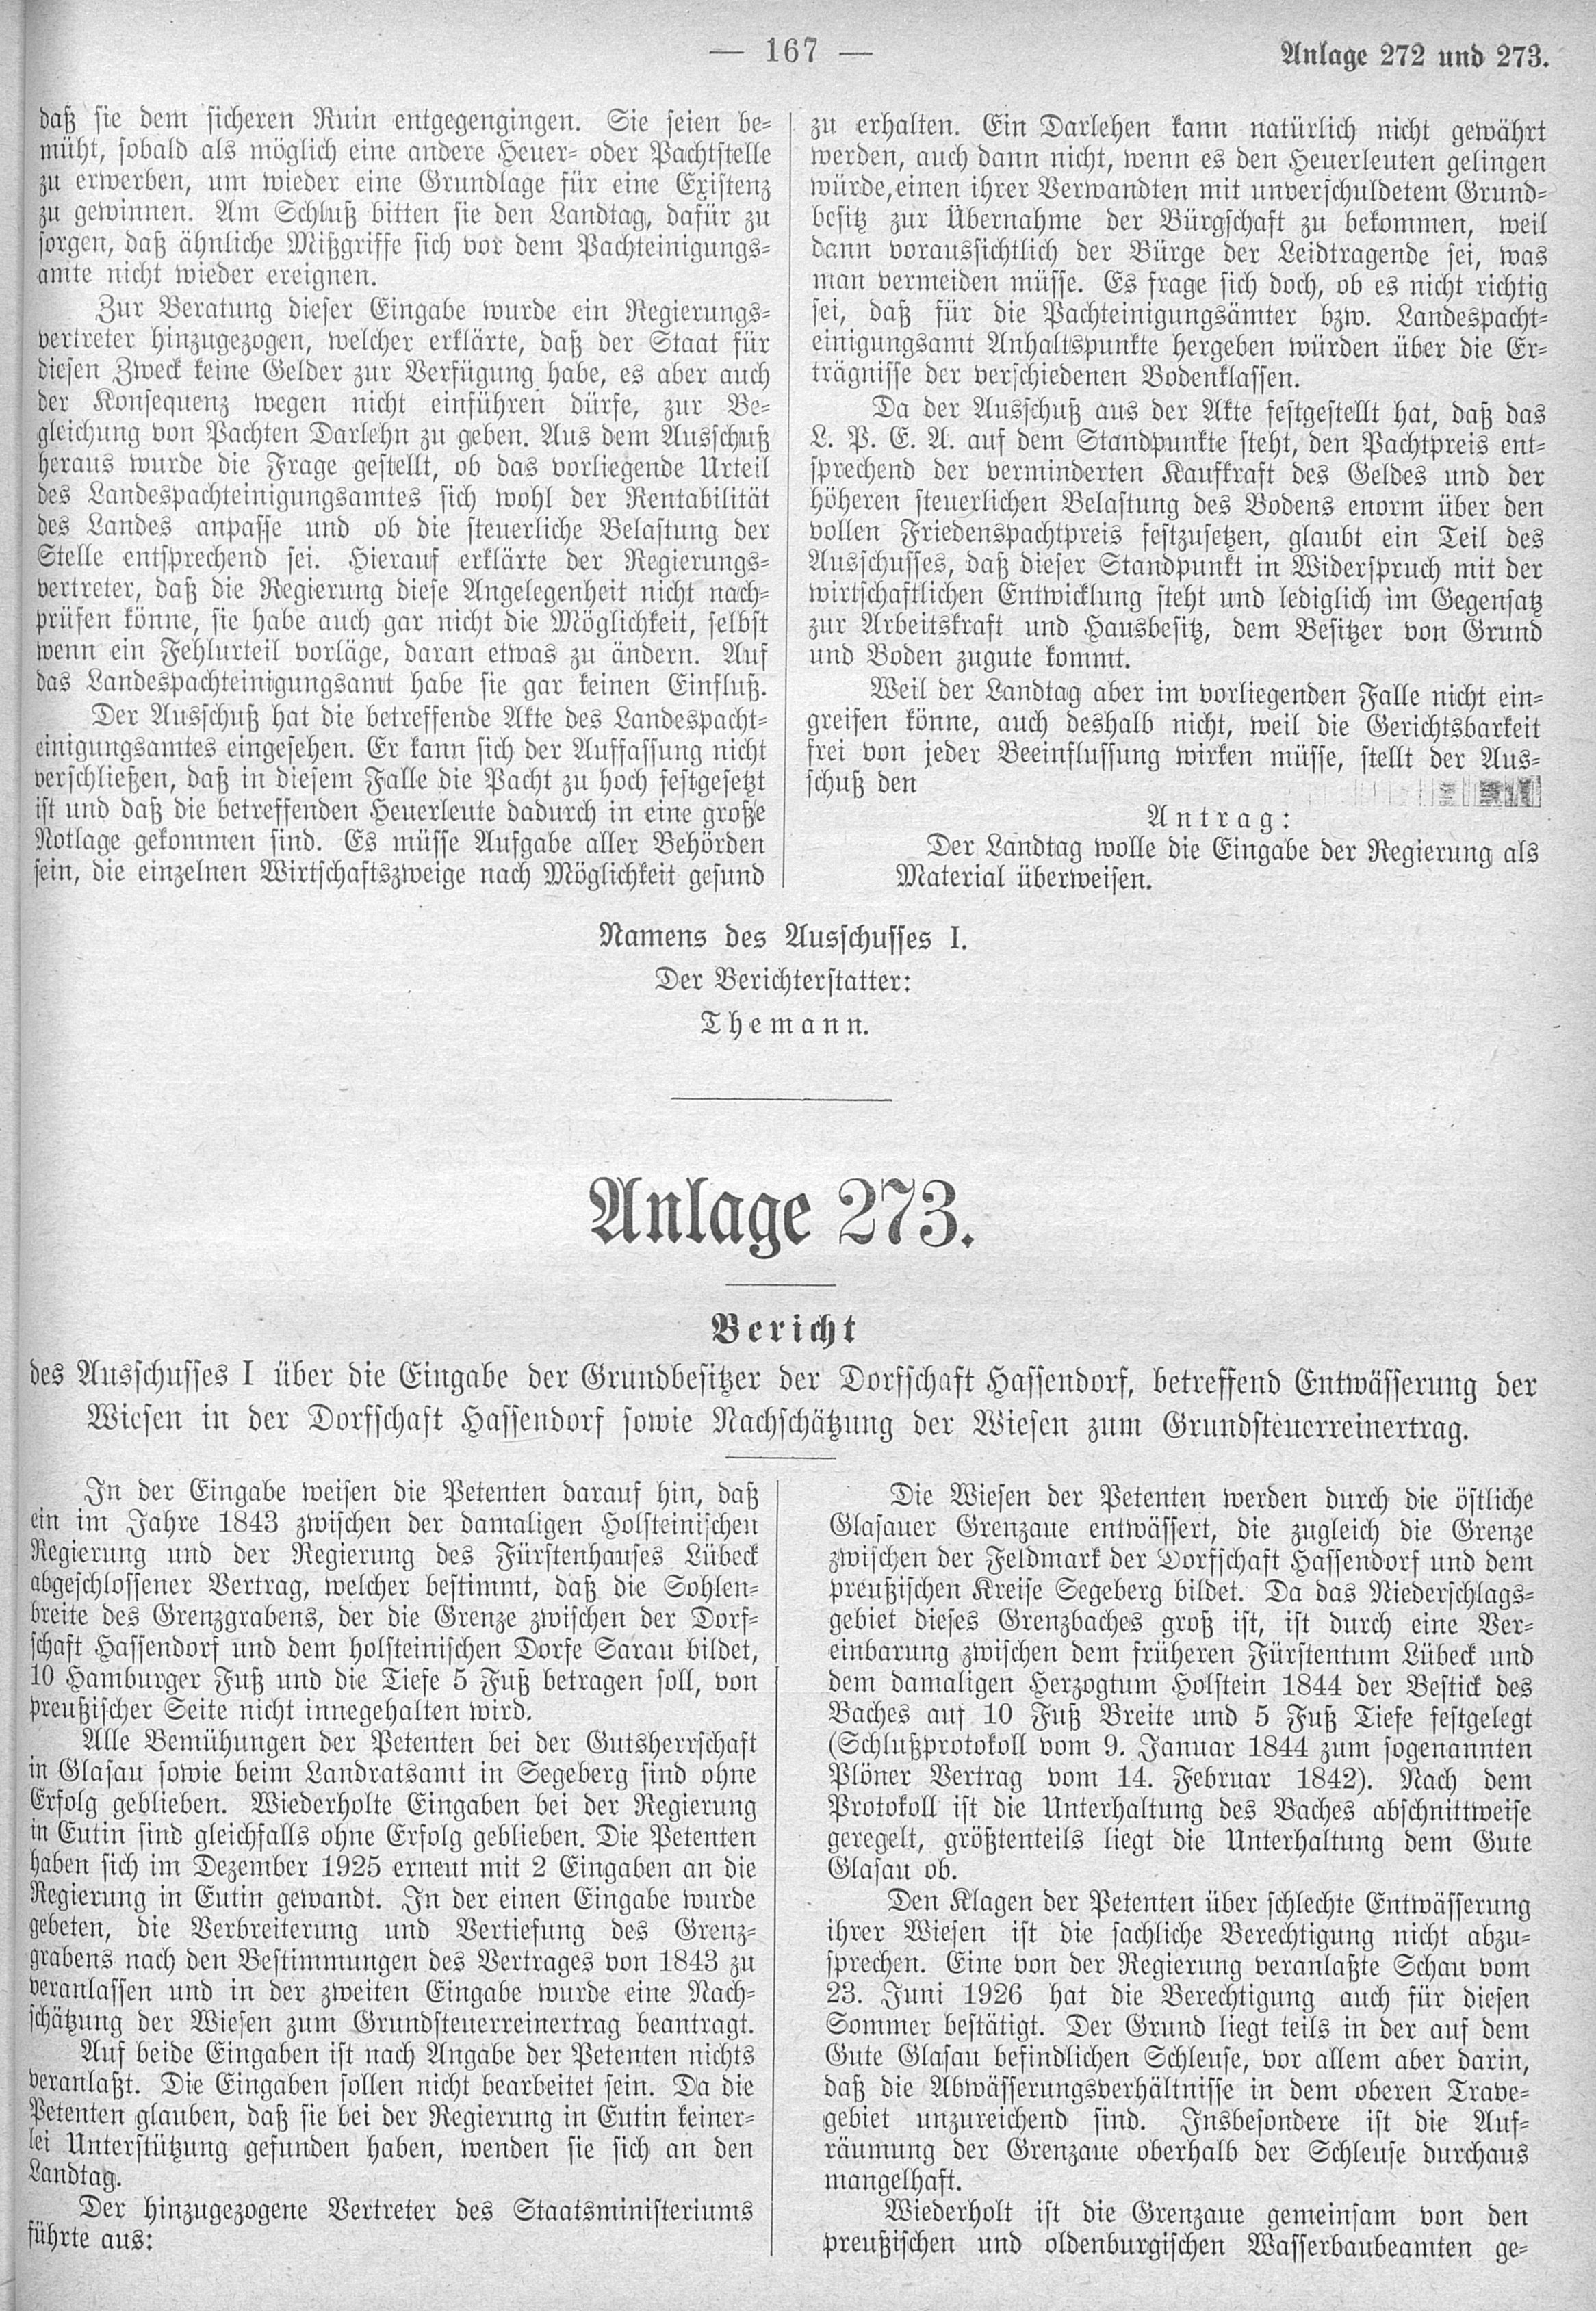 — 167 —
Anlage 272 und 273.
daß sie dem sicheren Ruin entgegengingen. Sie seien be-
müht, sobald als möglich eine andere Heuer- oder Pachtstelle
zu erwerben, um wieder eine Grundlage für eine Existenz
zu gewinnen. Am Schluß bitten sie den Landtag, dafür zu
sorgen, daß ähnliche Mißgriffe sich vor dem Pachteinigungs-
amte nicht wieder ereignen.
Zur Beratung dieser Eingabe wurde ein Regierungs-
vertreter hinzugezogen, welcher erklärte, daß der Staat für
diesen Zweck keine Gelder zur Verfügung habe, es aber auch
der Konsequenz wegen nicht einführen dürfe, zur Be-
gleichung von Pachten Darlehn zu geben. Aus dem Ausschuß
heraus wurde die Frage gestellt, ob das vorliegende Urteil
des Landespachteinigungsamtes sich wohl der Rentabilität
des Landes anpasse und ob die steuerliche Belastung der
Stelle entsprechend sei. Hierauf erklärte der Regierungs-
vertreter, daß die Regierung diese Angelegenheit nicht nach-
prüfen könne, sie habe auch gar nicht die Möglichkeit, selbst
wenn ein Fehlurteil vorläge, daran etwas zu ändern. Auf
das Landespachteinigungsamt habe sie gar keinen Einfluß.
Der Ausschuß hat die betreffende Akte des Landespacht-
einigungsamtes eingesehen. Er kann sich der Auffassung nicht
verschließen, daß in diesem Falle die Pacht zu hoch festgesetzt
ist und daß die betreffenden Heuerleute dadurch in eine große
Notlage gekommen sind. Es müsse Aufgabe aller Behörden
sein, die einzelnen Wirtschaftszweige nach Möglichkeit gesund
zu erhalten. Ein Darlehen kann natürlich nicht gewährt
werden, auch dann nicht, wenn es den Heuerleuten gelingen
würde, einen ihrer Verwandten mit unverschuldetem Grund-
besitz zur Übernahme der Bürgschaft zu bekommen, weil
dann voraussichtlich der Bürge der Leidtragende sei, was
man vermeiden müsse. Es frage sich doch, ob es nicht richtig
sei, daß für die Pachteinigungsämter bzw. Landespacht-
einigungsamt Anhaltspunkte hergeben würden über die Er-
trägnisse der verschiedenen Bodenklassen.
Da der Ausschuß aus der Akte festgestellt hat, daß das
L. P. E. A. auf dem Standpunkte steht, den Pachtpreis ent-
sprechend der verminderten Kaufkraft des Geldes und der
höheren steuerlichen Belastung des Bodens enorm über den
vollen Friedenspachtpreis festzusetzen, glaubt ein Teil des
Ausschusses, daß dieser Standpunkt in Widerspruch mit der
wirtschaftlichen Entwicklung steht und lediglich im Gegensatz
zur Arbeitskraft und Hausbesitz, dem Besitzer von Grund
und Boden zugute kommt.
Weil der Landtag aber im vorliegenden Falle nicht ein-
greifen könne, auch deshalb nicht, weil die Gerichtsbarkeit
frei von jeder Beeinflussung wirken müsse, stellt der Aus-
schuß den
Antrag:
Der Landtag wolle die Eingabe der Regierung als
Material überweisen.
Namens des Ausschusses I.
Der Berichterstatter:
Themann.
Anlage 273.
Bericht
des Ausschusses I über die Eingabe der Grundbesitzer der Dorfschaft Hassendorf, betreffend Entwässerung der
Wiesen in der Dorfschaft Hassendorf sowie Nachschätzung der Wiesen zum Grundsteuerreinertrag.
In der Eingabe weisen die Petenten darauf hin, daß
ein im Jahre 1843 zwischen der damaligen Holsteinischen
Regierung und der Regierung des Fürstenhauses Lübeck
abgeschlossener Vertrag, welcher bestimmt, daß die Sohlen-
breite des Grenzgrabens, der die Grenze zwischen der Dorf-
schaft Hassendorf und dem holsteinischen Dorfe Sarau bildet,
10 Hamburger Fuß und die Tiefe 5 Fuß betragen soll, von
preußischer Seite nicht innegehalten wird.
Alle Bemühungen der Petenten bei der Gutsherrschaft
in Glasau sowie beim Landratsamt in Segeberg sind ohne
Erfolg geblieben. Wiederholte Eingaben bei der Regierung
in Eutin sind gleichfalls ohne Erfolg geblieben. Die Petenten
haben sich im Dezember 1925 erneut mit 2 Eingaben an die
Regierung in Eutin gewandt. In der einen Eingabe wurde
gebeten, die Verbreiterung und Vertiefung des Grenz-
grabens nach den Bestimmungen des Vertrages von 1843 zu
veranlassen und in der zweiten Eingabe wurde eine Nach-
schätzung der Wiesen zum Grundsteuerreinertrag beantragt.
Auf beide Eingaben ist nach Angabe der Petenten nichts
veranlaßt. Die Eingaben sollen nicht bearbeitet sein. Da die
Petenten glauben, daß sie bei der Regierung in Eutin keiner-
lei Unterstützung gefunden haben, wenden sie sich an den
Landtag.
Der hinzugezogene Vertreter des Staatsministeriums
führte aus:
Die Wiesen der Petenten werden durch die östliche
Glasauer Grenzaue entwässert, die zugleich die Grenze
zwischen der Feldmark der Dorfschaft Hassendorf und dem
preußischen Kreise Segeberg bildet. Da das Niederschlags-
gebiet dieses Grenzbaches groß ist, ist durch eine Ver-
einbarung zwischen dem früheren Fürstentum Lübeck und
dem damaligen Herzogtum Holstein 1844 der Bestick des
Baches auf 10 Fuß Breite und 5 Fuß Tiefe festgelegt
(Schlußprotokoll vom 9. Januar 1844 zum sogenannten
Plöner Vertrag vom 14. Februar 1842). Nach dem
Protokoll ist die Unterhaltung des Baches abschnittweise
geregelt, größtenteils liegt die Unterhaltung dem Gute
Glasau ob.
Den Klagen der Petenten über schlechte Entwässerung
ihrer Wiesen ist die sachliche Berechtigung nicht abzu-
sprechen. Eine von der Regierung veranlaßte Schau vom
23. Juni 1926 hat die Berechtigung auch für diesen
Sommer bestätigt. Der Grund liegt teils in der auf dem
Gute Glasau befindlichen Schleuse, vor allem aber darin,
daß die Abwässerungsverhältnisse in dem oberen Trave-
gebiet unzureichend sind. Insbesondere ist die Auf-
räumung der Grenzaue oberhalb der Schleuse durchaus
mangelhaft.
Wiederholt ist die Grenzaue gemeinsam von den
preußischen und oldenburgischen Wasserbaubeamten ge-